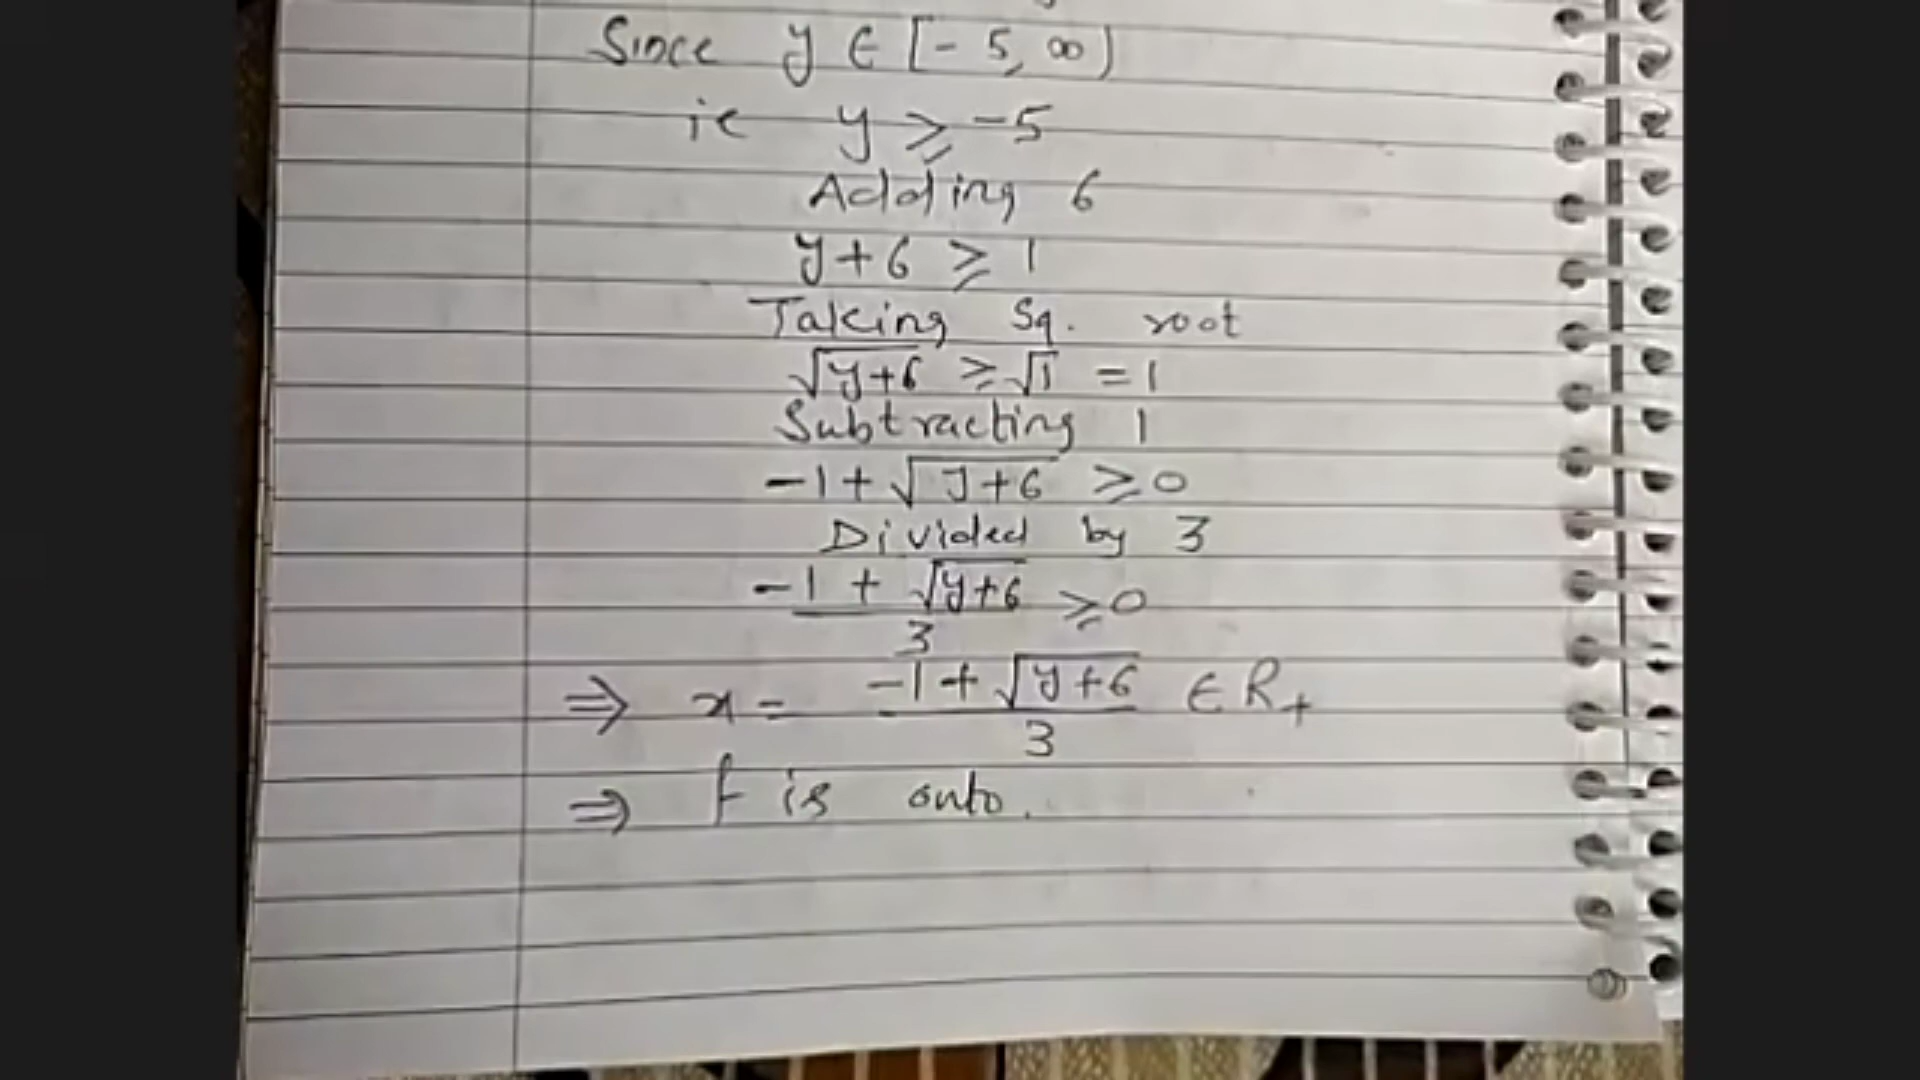 Since y ∈ [-5, ∞)
ie y ≥ -5
Adding 6
y+6 ≥ 1
Taking Sq. root
√(y+6) ≥ √1 = 1
Subtracting 1
-1+√(y+6) ≥ 0
Divided by 3
(-1 + √(y+6))/3 ≥ 0
⇒ x = (-1+√(y+6))/3 ∈ R₊
⇒ f is onto.